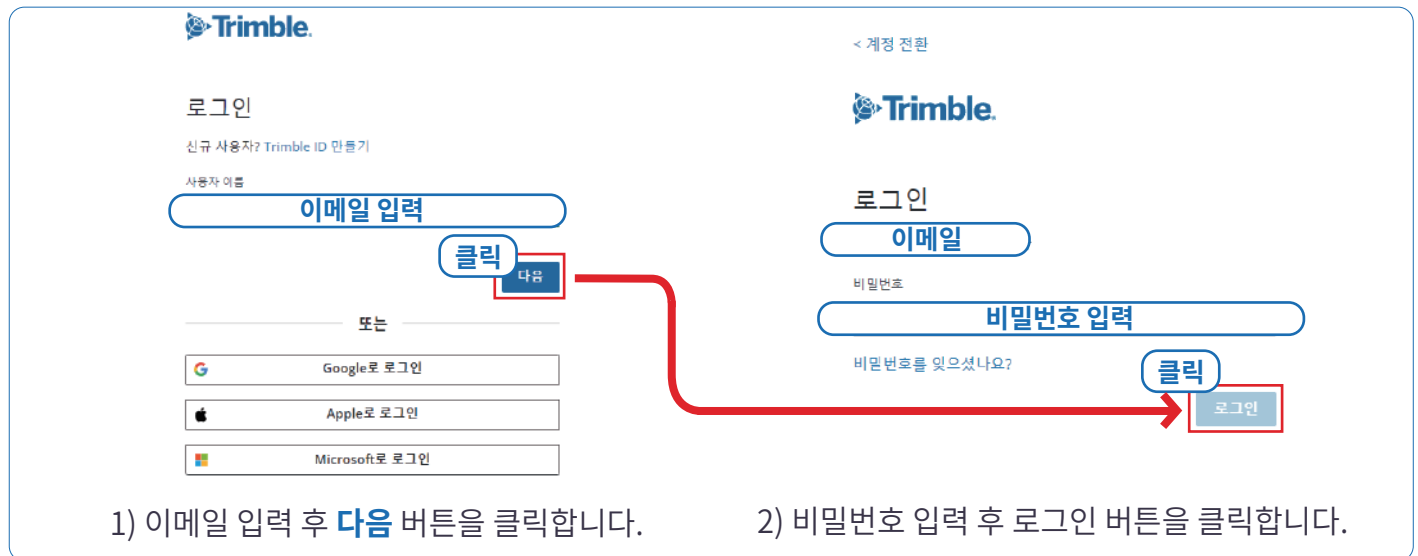 Trimble.
로그인
신규 사용자? Trimble ID 만들기
사용자 이름
이메일 입력
클릭
다음
또는
Google로 로그인
Apple로 로그인
Microsoft로 로그인
1) 이메일 입력 후 다음 버튼을 클릭합니다.
< 계정 전환
Trimble.
로그인
이메일
비밀번호
비밀번호 입력
비밀번호를 잊으셨나요?
클릭
로그인
2) 비밀번호 입력 후 로그인 버튼을 클릭합니다.